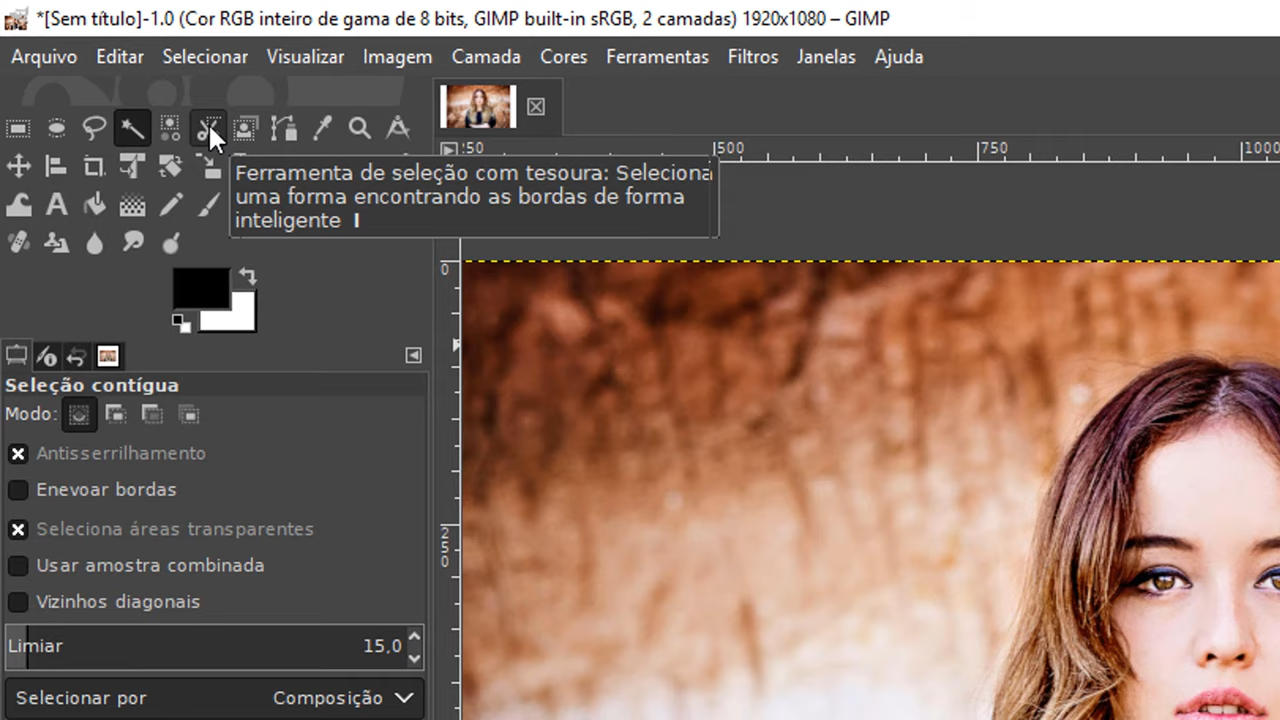 *[Sem título]-1.0 (Cor RGB inteiro de gama de 8 bits, GIMP built-in sRGB, 2 camadas) 1920x1080 – GIMP
Arquivo Editar Selecionar Visualizar Imagem Camada Cores Ferramentas Filtros Janelas Ajuda
250 500 750 1000
Ferramenta de seleção com tesoura: Seleciona
uma forma encontrando as bordas de forma
inteligente I
0
250
Seleção contígua
Modo:
Antisserrilhamento
Enevoar bordas
Seleciona áreas transparentes
Usar amostra combinada
Vizinhos diagonais
Limiar 15,0
Selecionar por Composição